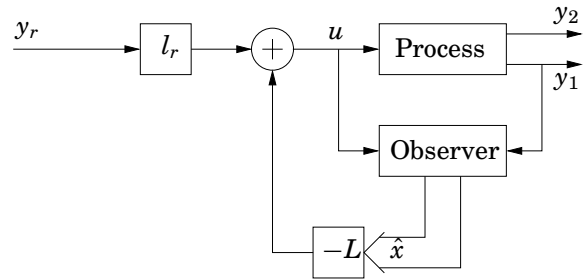 y_r
l_r
+
u
Process
y_2
y_1
Observer
−L
x̂